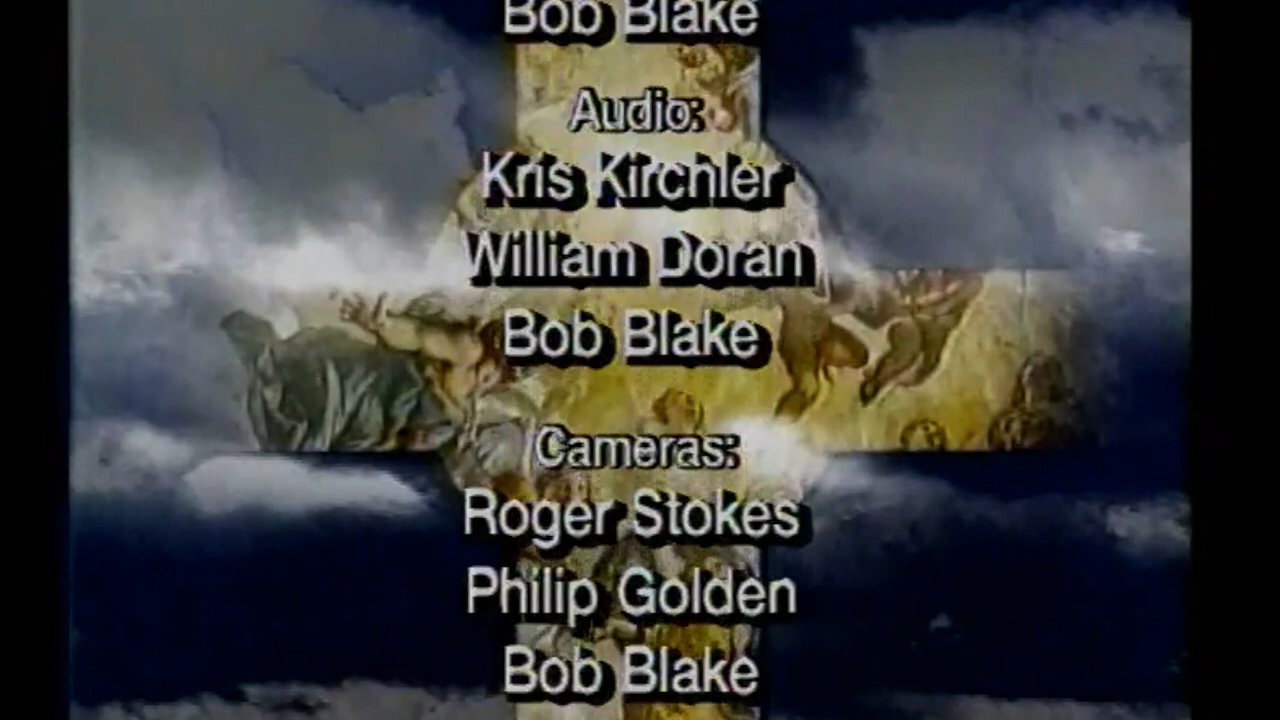 Bob Blake
Audio:
Kris Kirchler
William Doran
Bob Blake
Cameras:
Roger Stokes
Philip Golden
Bob Blake